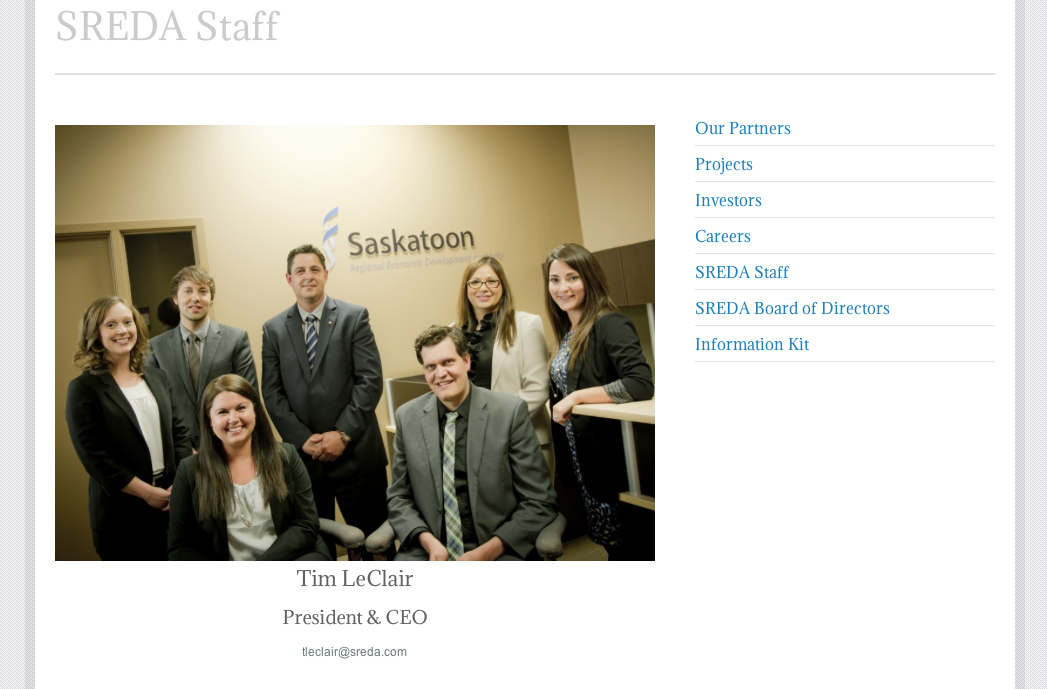 SREDA Staff
Saskatoon
Regional Economic Development
Our Partners
Projects
Investors
Careers
SREDA Staff
SREDA Board of Directors
Information Kit
Tim LeClair
President & CEO
tleclair@sreda.com